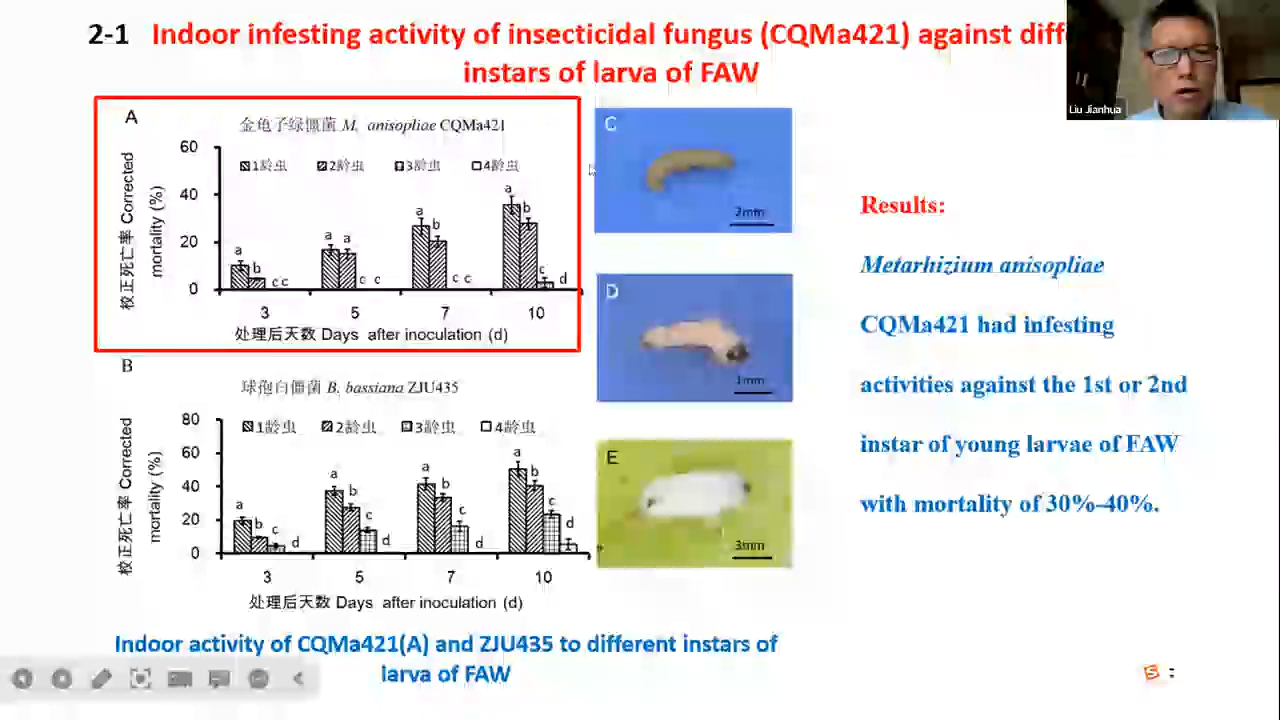 2-1 Indoor infesting activity of insecticidal fungus (CQMa421) against diff
instars of larva of FAW
Liu Jianhua
A
金龟子绿僵菌 M. anisopliae CQMa421
校正死亡率 Corrected
mortality (%)
60
40
20
0
1龄虫 2龄虫 3龄虫 4龄虫
a b c c
a a c c
a b c c
a b c d
3 5 7 10
处理后天数 Days after inoculation (d)
B
球孢白僵菌 B. bassiana ZJU435
校正死亡率 Corrected
mortality (%)
80
60
40
20
0
1龄虫 2龄虫 3龄虫 4龄虫
a b c d
a b c d
a b c d
a b c d
3 5 7 10
处理后天数 Days after inoculation (d)
C
2mm
D
1mm
E
3mm
Results:
Metarhizium anisopliae
CQMa421 had infesting
activities against the 1st or 2nd
instar of young larvae of FAW
with mortality of 30%-40%.
Indoor activity of CQMa421(A) and ZJU435 to different instars of
larva of FAW